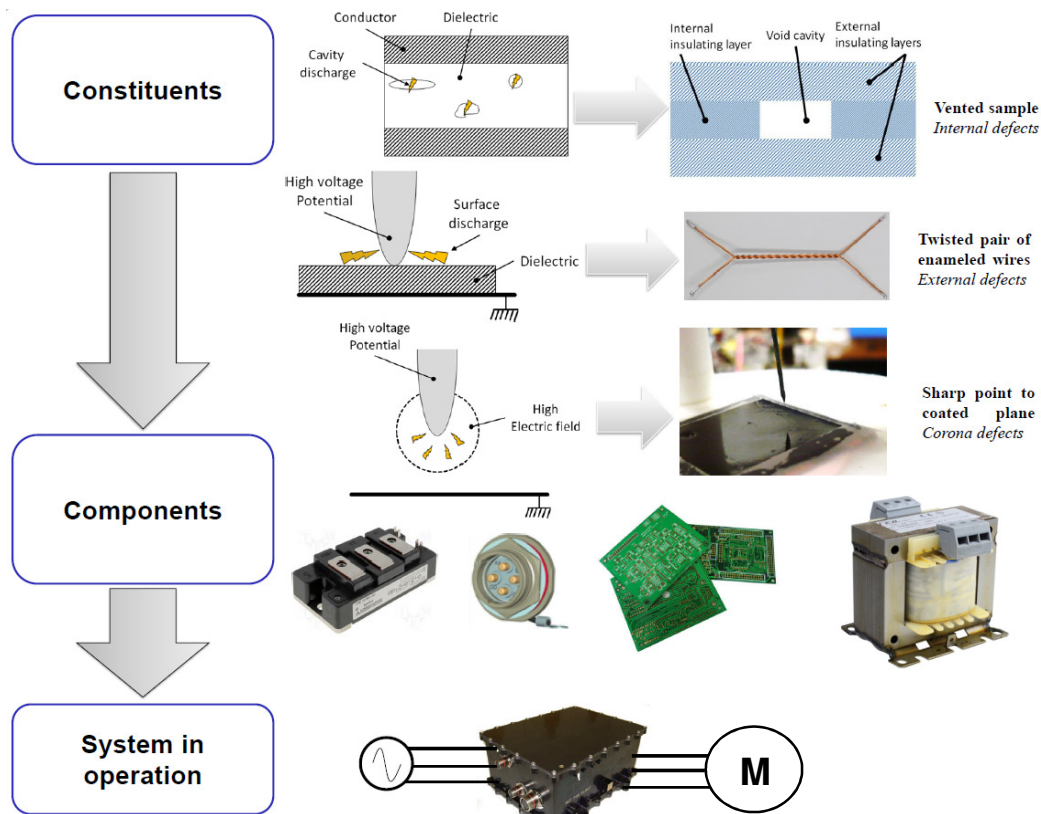 Constituents
Conductor
Dielectric
Cavity
discharge
Internal
insulating layer
Void cavity
External
insulating layers
Vented sample
Internal defects
High voltage
Potential
Surface
discharge
Dielectric
Twisted pair of
enameled wires
External defects
High voltage
Potential
High
Electric field
Sharp point to
coated plane
Corona defects
Components
System in
operation
M